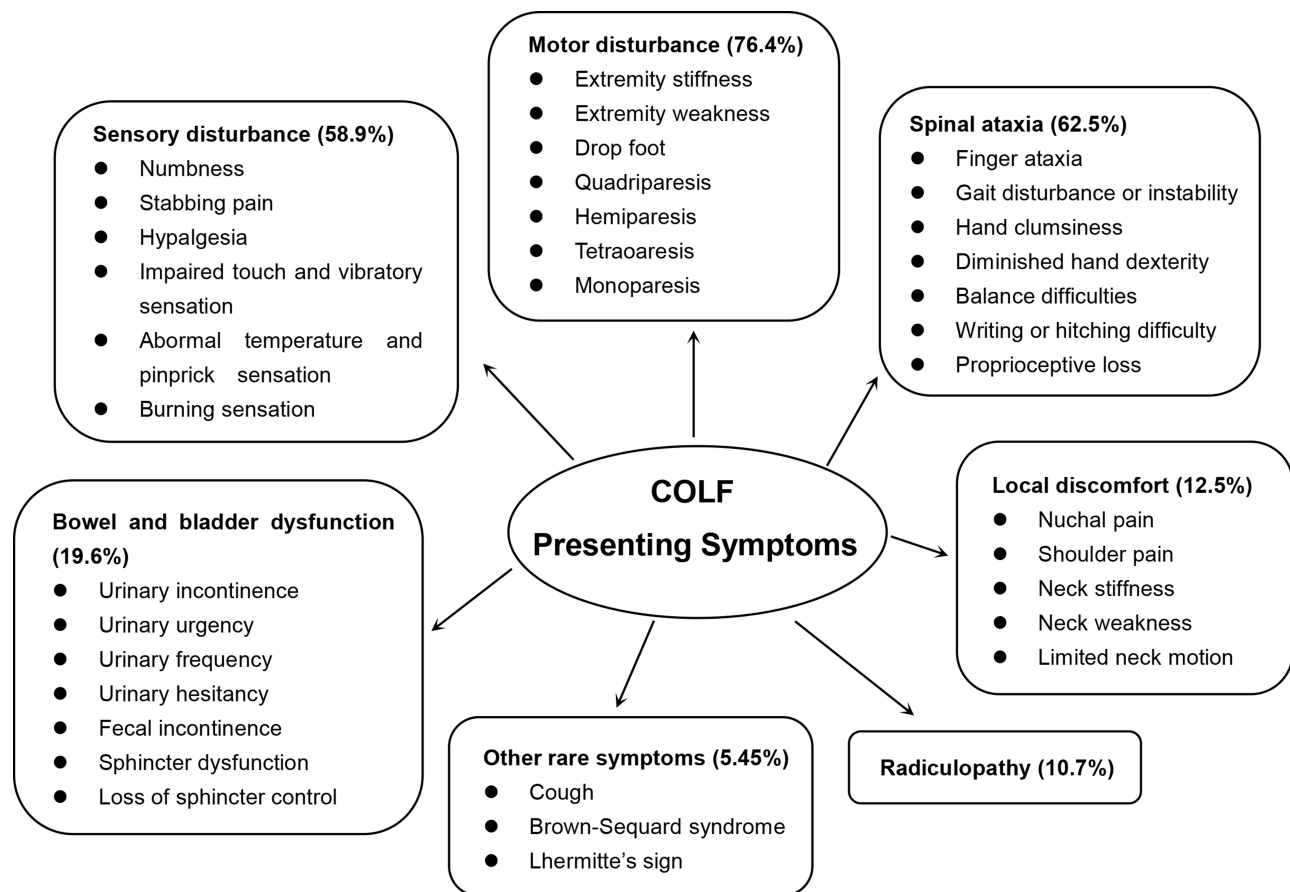 Motor disturbance (76.4%)
● Extremity stiffness
● Extremity weakness
● Drop foot
● Quadriparesis
● Hemiparesis
● Tetraoaresis
● Monoparesis
Sensory disturbance (58.9%)
● Numbness
● Stabbing pain
● Hypalgesia
● Impaired touch and vibratory
sensation
● Abormal temperature and
pinprick sensation
● Burning sensation
Spinal ataxia (62.5%)
● Finger ataxia
● Gait disturbance or instability
● Hand clumsiness
● Diminished hand dexterity
● Balance difficulties
● Writing or hitching difficulty
● Proprioceptive loss
COLF
Presenting Symptoms
Local discomfort (12.5%)
● Nuchal pain
● Shoulder pain
● Neck stiffness
● Neck weakness
● Limited neck motion
Bowel and bladder dysfunction
(19.6%)
● Urinary incontinence
● Urinary urgency
● Urinary frequency
● Urinary hesitancy
● Fecal incontinence
● Sphincter dysfunction
● Loss of sphincter control
Other rare symptoms (5.45%)
● Cough
● Brown-Sequard syndrome
● Lhermitte’s sign
Radiculopathy (10.7%)